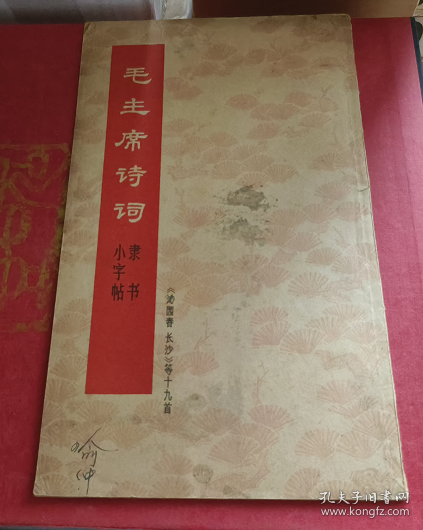 毛主席诗词
隶书
小字帖
《沁园春 长沙》等十九首
喻
孔夫子旧书网
www.kongfz.com